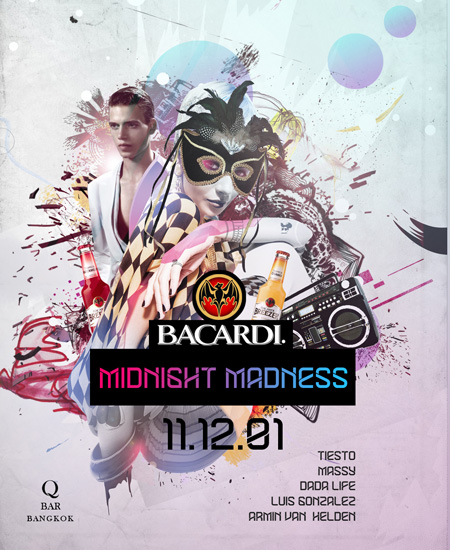 BACARDI.
MIDNIGHT MADNESS
11.12.01
TIESTO
MASSY
DADA LIFE
LUIS GONZALEZ
ARMIN VAN HELDEN
Q
BAR
BANGKOK